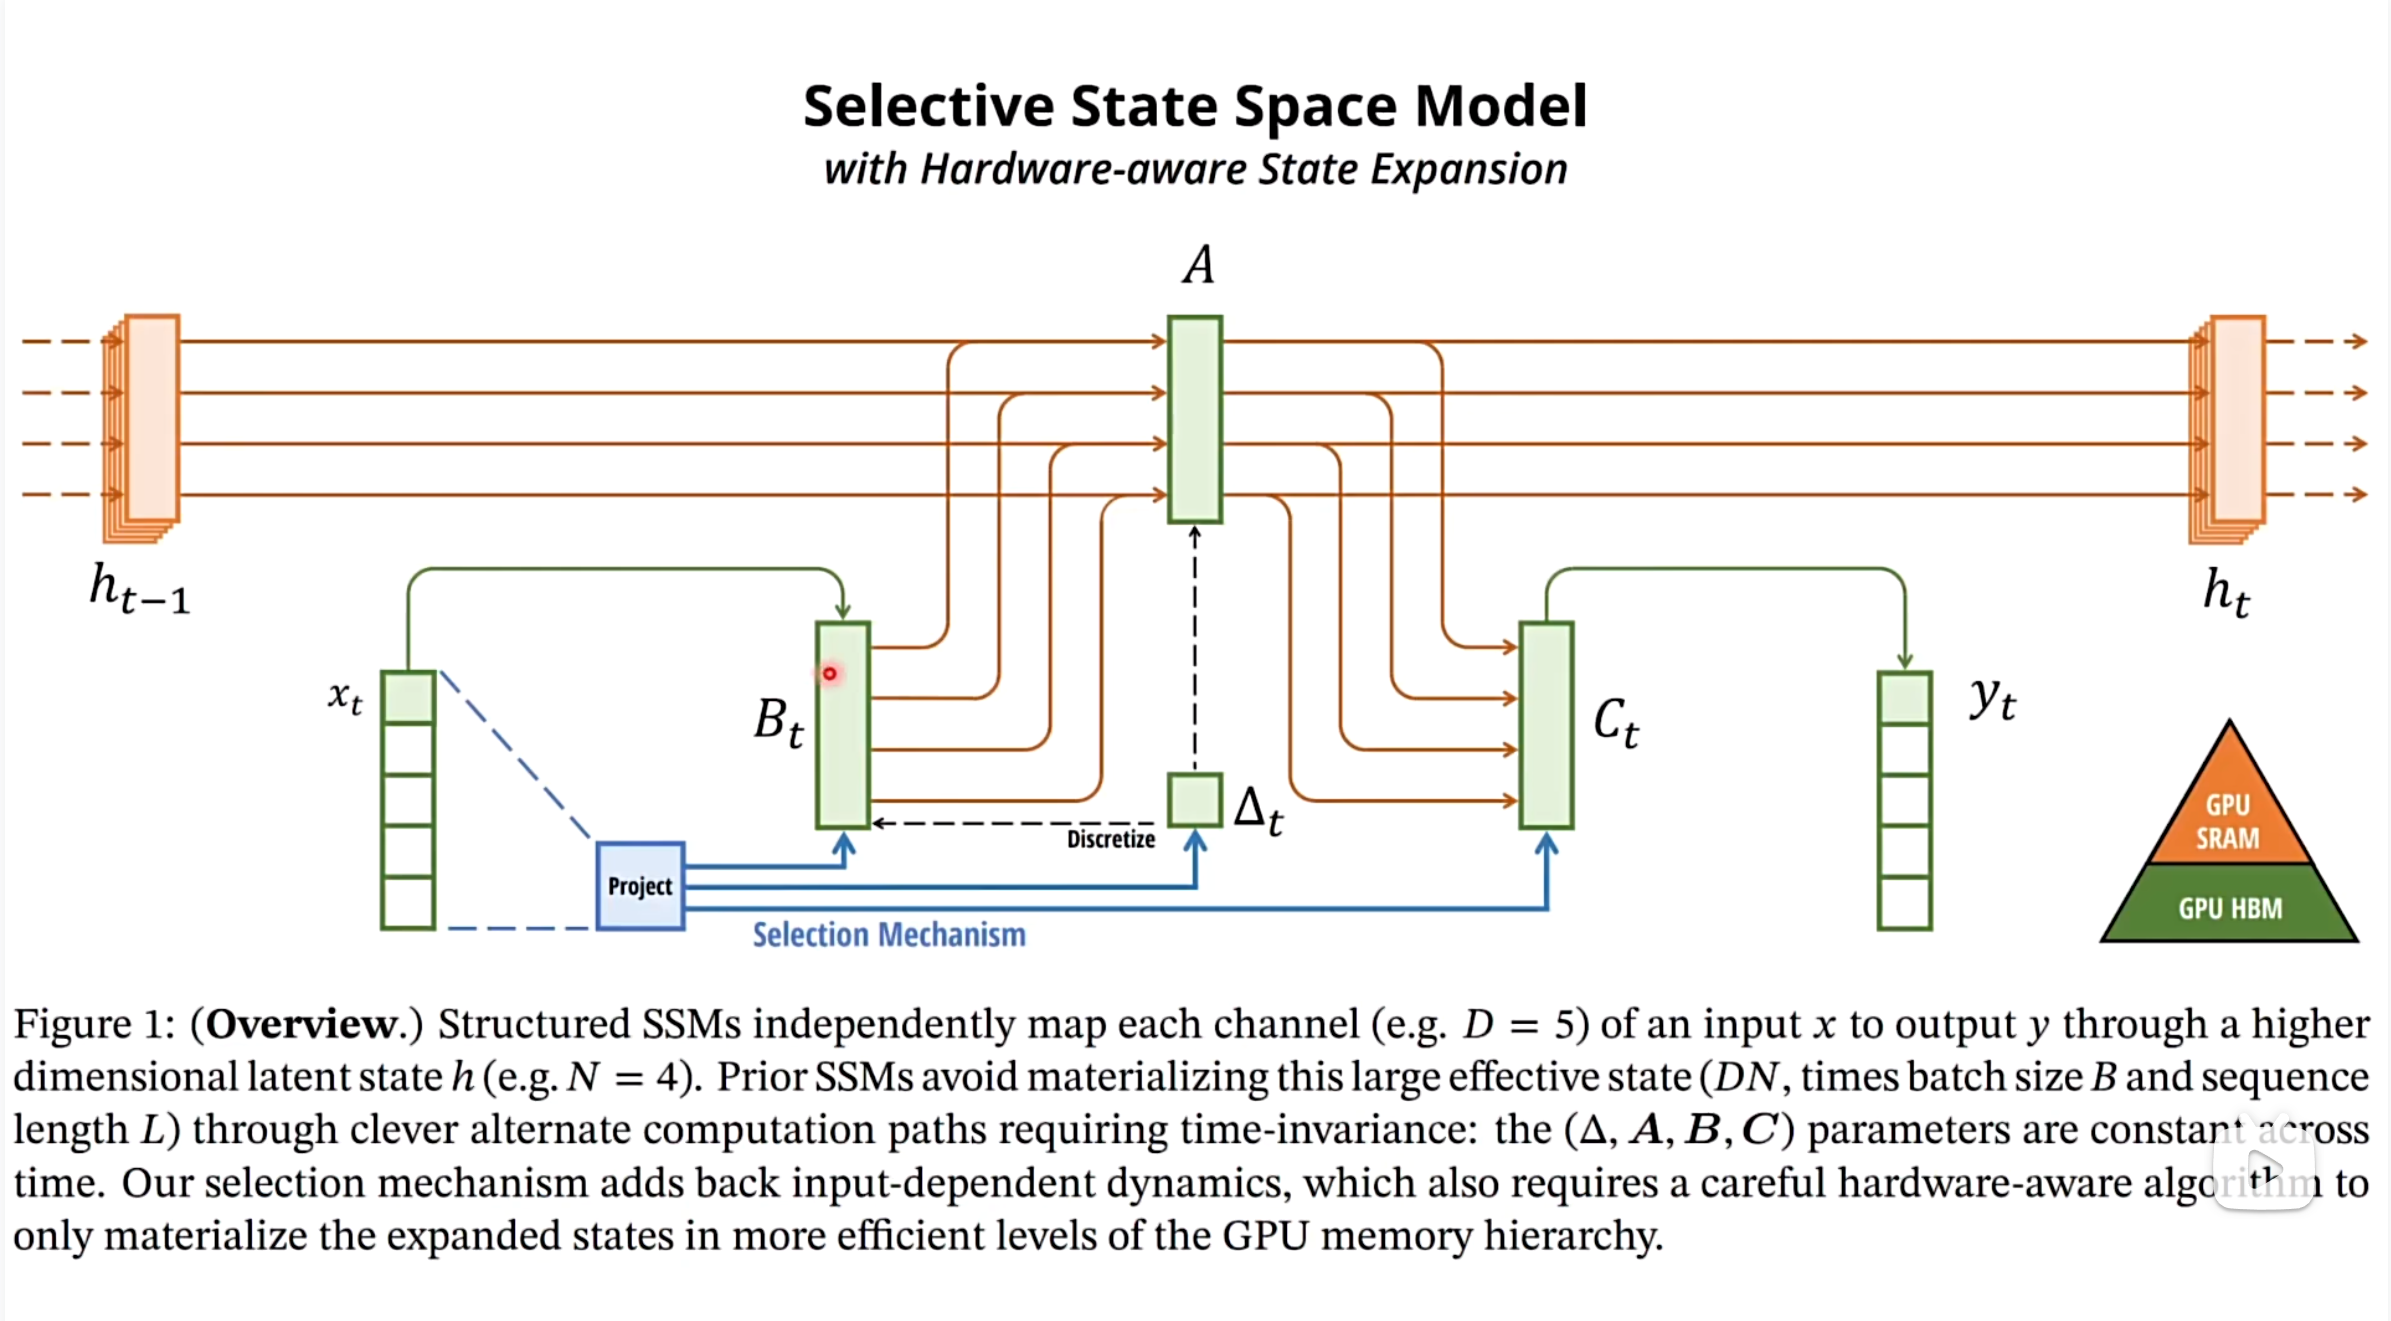 Selective State Space Model
with Hardware-aware State Expansion
A
h_{t-1}
h_t
x_t
B_t
C_t
y_t
Δ_t
Discretize
Project
Selection Mechanism
GPU
SRAM
GPU HBM
Figure 1: (Overview.) Structured SSMs independently map each channel (e.g. D = 5) of an input x to output y through a higher
dimensional latent state h (e.g. N = 4). Prior SSMs avoid materializing this large effective state (DN, times batch size B and sequence
length L) through clever alternate computation paths requiring time-invariance: the (Δ, A, B, C) parameters are constant across
time. Our selection mechanism adds back input-dependent dynamics, which also requires a careful hardware-aware algorithm to
only materialize the expanded states in more efficient levels of the GPU memory hierarchy.